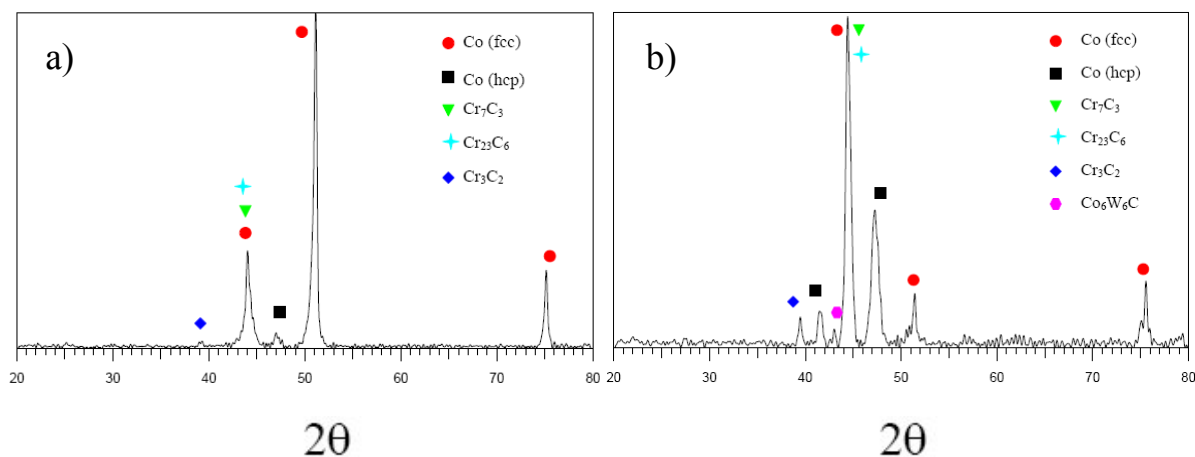 a)
Co (fcc)
Co (hcp)
Cr₇C₃
Cr₂₃C₆
Cr₃C₂
20 30 40 50 60 70 80
2θ
b)
Co (fcc)
Co (hcp)
Cr₇C₃
Cr₂₃C₆
Cr₃C₂
Co₆W₆C
20 30 40 50 60 70 80
2θ